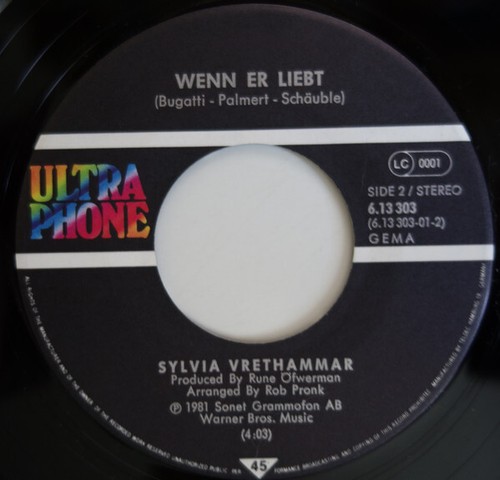 WENN ER LIEBT
(Bugatti - Palmert - Schäuble)
LC 0001
ULTRA
PHONE
SIDE 2 / STEREO
6.13 303
(6.13 303-01-2)
GEMA
SYLVIA VRETHAMMAR
Produced By Rune Öfwerman
Arranged By Rob Pronk
℗ 1981 Sonet Grammofon AB
Warner Bros. Music
(4:03)
45